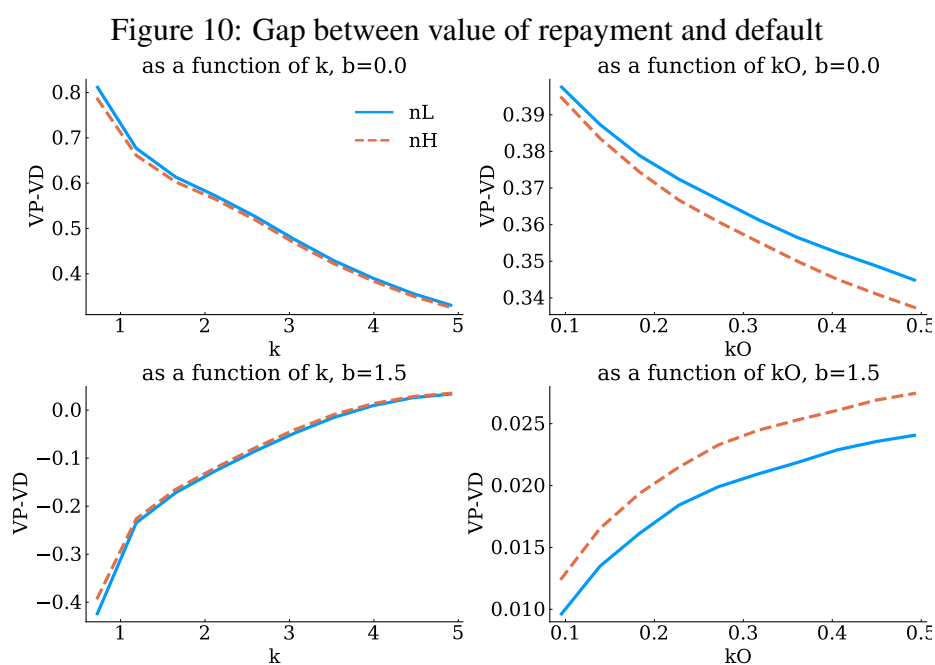 Figure 10: Gap between value of repayment and default
as a function of k, b=0.0
VP-VD
0.8
0.7
0.6
0.5
0.4
nL
nH
1
2
3
4
5
k
as a function of kO, b=0.0
VP-VD
0.39
0.38
0.37
0.36
0.35
0.34
0.1
0.2
0.3
0.4
0.5
kO
as a function of k, b=1.5
VP-VD
0.0
−0.1
−0.2
−0.3
−0.4
1
2
3
4
5
k
as a function of kO, b=1.5
VP-VD
0.025
0.020
0.015
0.010
0.1
0.2
0.3
0.4
0.5
kO